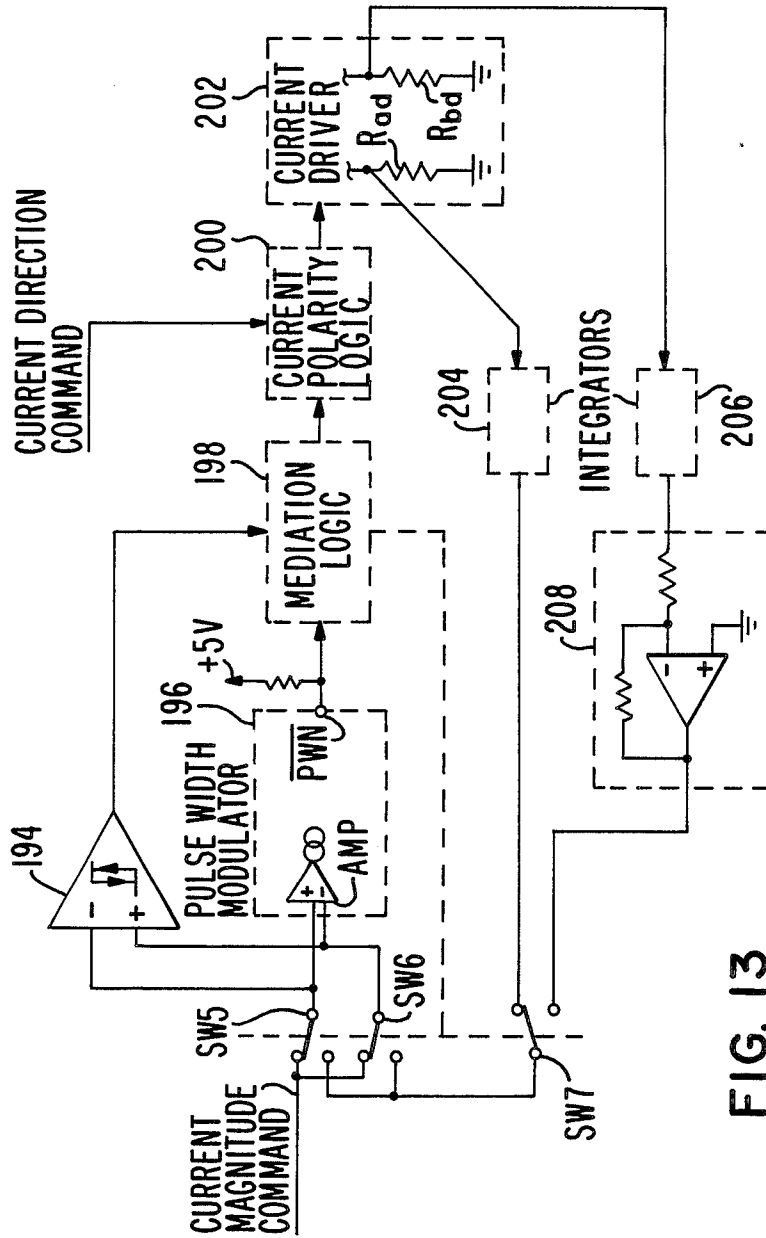 CURRENT DIRECTION
COMMAND
194
198
200
202
CURRENT
DRIVER
Rad
Rbd
CURRENT
POLARITY
LOGIC
MEDIATION
LOGIC
+5V
196
PULSE WIDTH
MODULATOR
PWN
AMP
-
+
+
-
SW5
SW6
CURRENT
MAGNITUDE
COMMAND
204
INTEGRATORS
206
208
-
+
SW7
FIG. 13